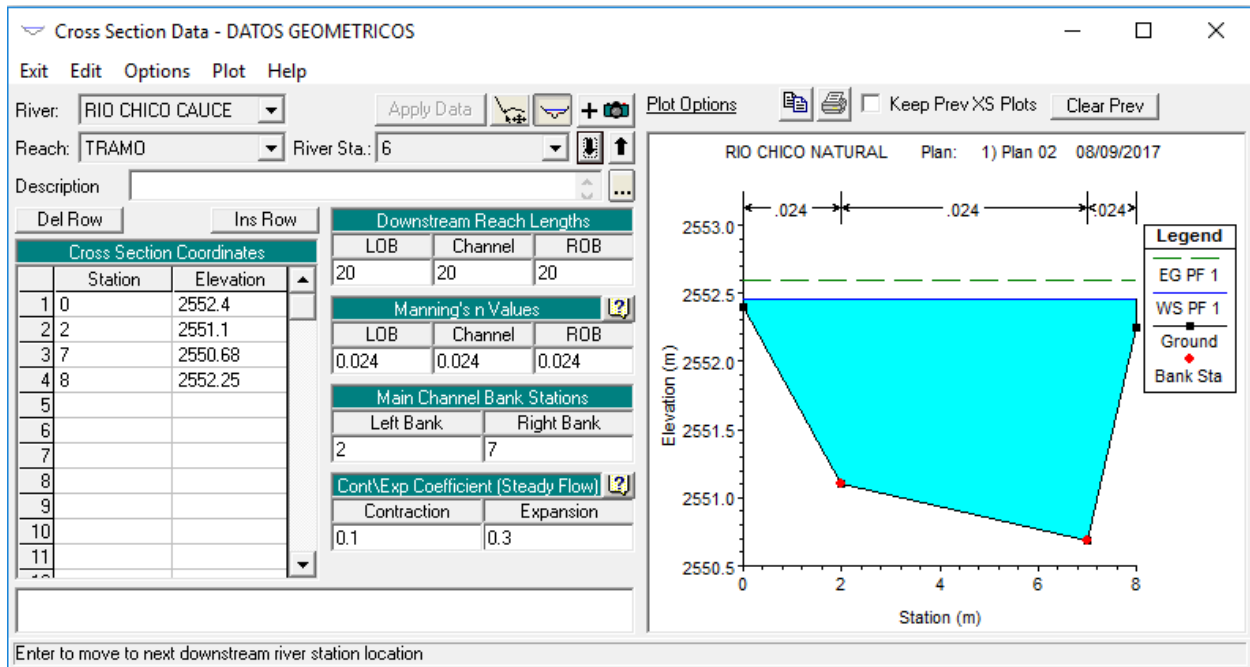 Cross Section Data - DATOS GEOMETRICOS
Exit Edit Options Plot Help
River: RIO CHICO CAUCE
Apply Data
+
Plot Options
Keep Prev XS Plots
Clear Prev
Reach: TRAMO
River Sta.: 6
Description
...
Del Row
Ins Row
Cross Section Coordinates
Station Elevation
1 0 2552.4
2 2 2551.1
3 7 2550.68
4 8 2552.25
5
6
7
8
9
10
11
Downstream Reach Lengths
LOB Channel ROB
20 20 20
Manning's n Values
?
LOB Channel ROB
0.024 0.024 0.024
Main Channel Bank Stations
Left Bank Right Bank
2 7
Cont\Exp Coefficient (Steady Flow)
?
Contraction Expansion
0.1 0.3
RIO CHICO NATURAL Plan: 1) Plan 02 08/09/2017
.024 .024 .024
2553.0
2552.5
2552.0
2551.5
2551.0
2550.5
Elevation (m)
0 2 4 6 8
Station (m)
Legend
EG PF 1
WS PF 1
Ground
Bank Sta
Enter to move to next downstream river station location